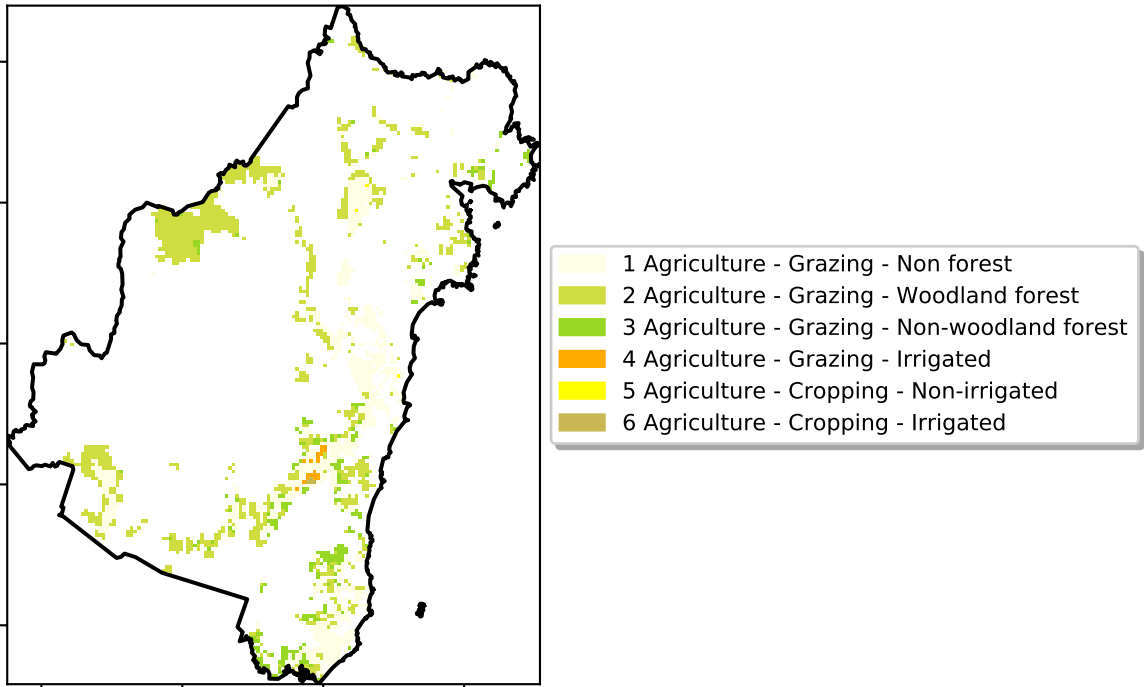 1 Agriculture - Grazing - Non forest
2 Agriculture - Grazing - Woodland forest
3 Agriculture - Grazing - Non-woodland forest
4 Agriculture - Grazing - Irrigated
5 Agriculture - Cropping - Non-irrigated
6 Agriculture - Cropping - Irrigated